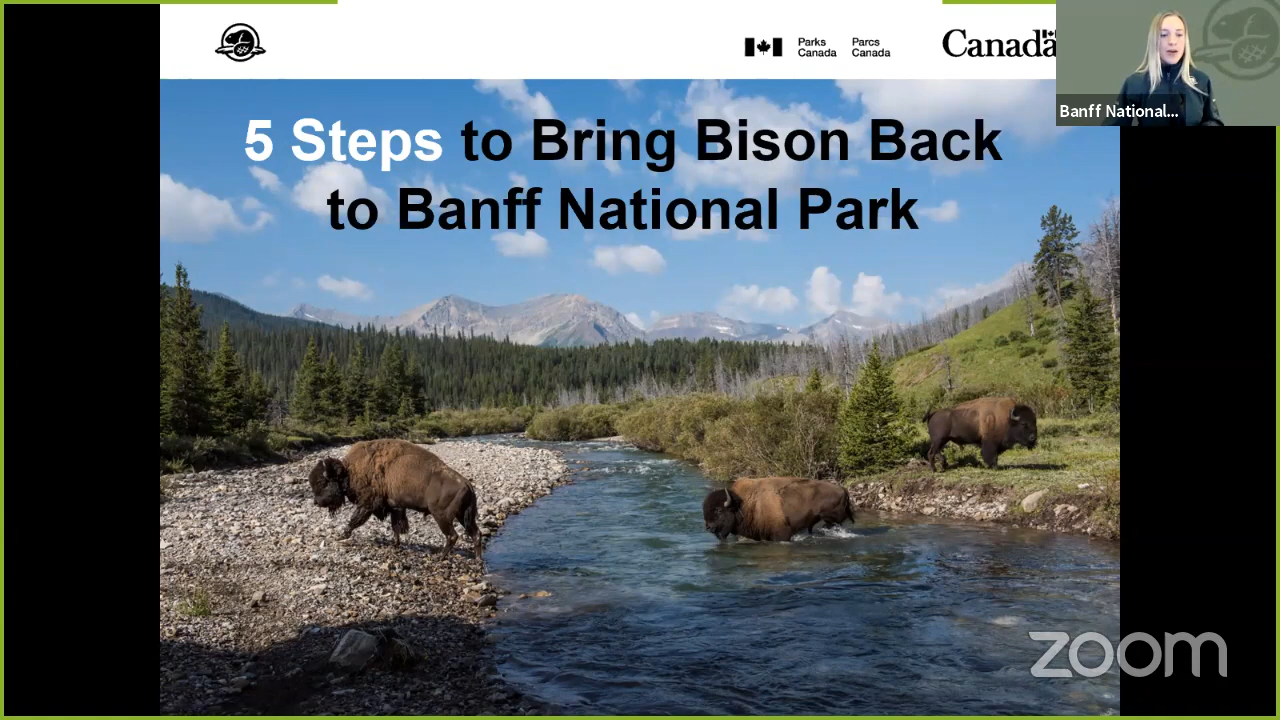 Parks Canada
Parcs Canada
Canada
Banff National...
5 Steps to Bring Bison Back
to Banff National Park
zoom